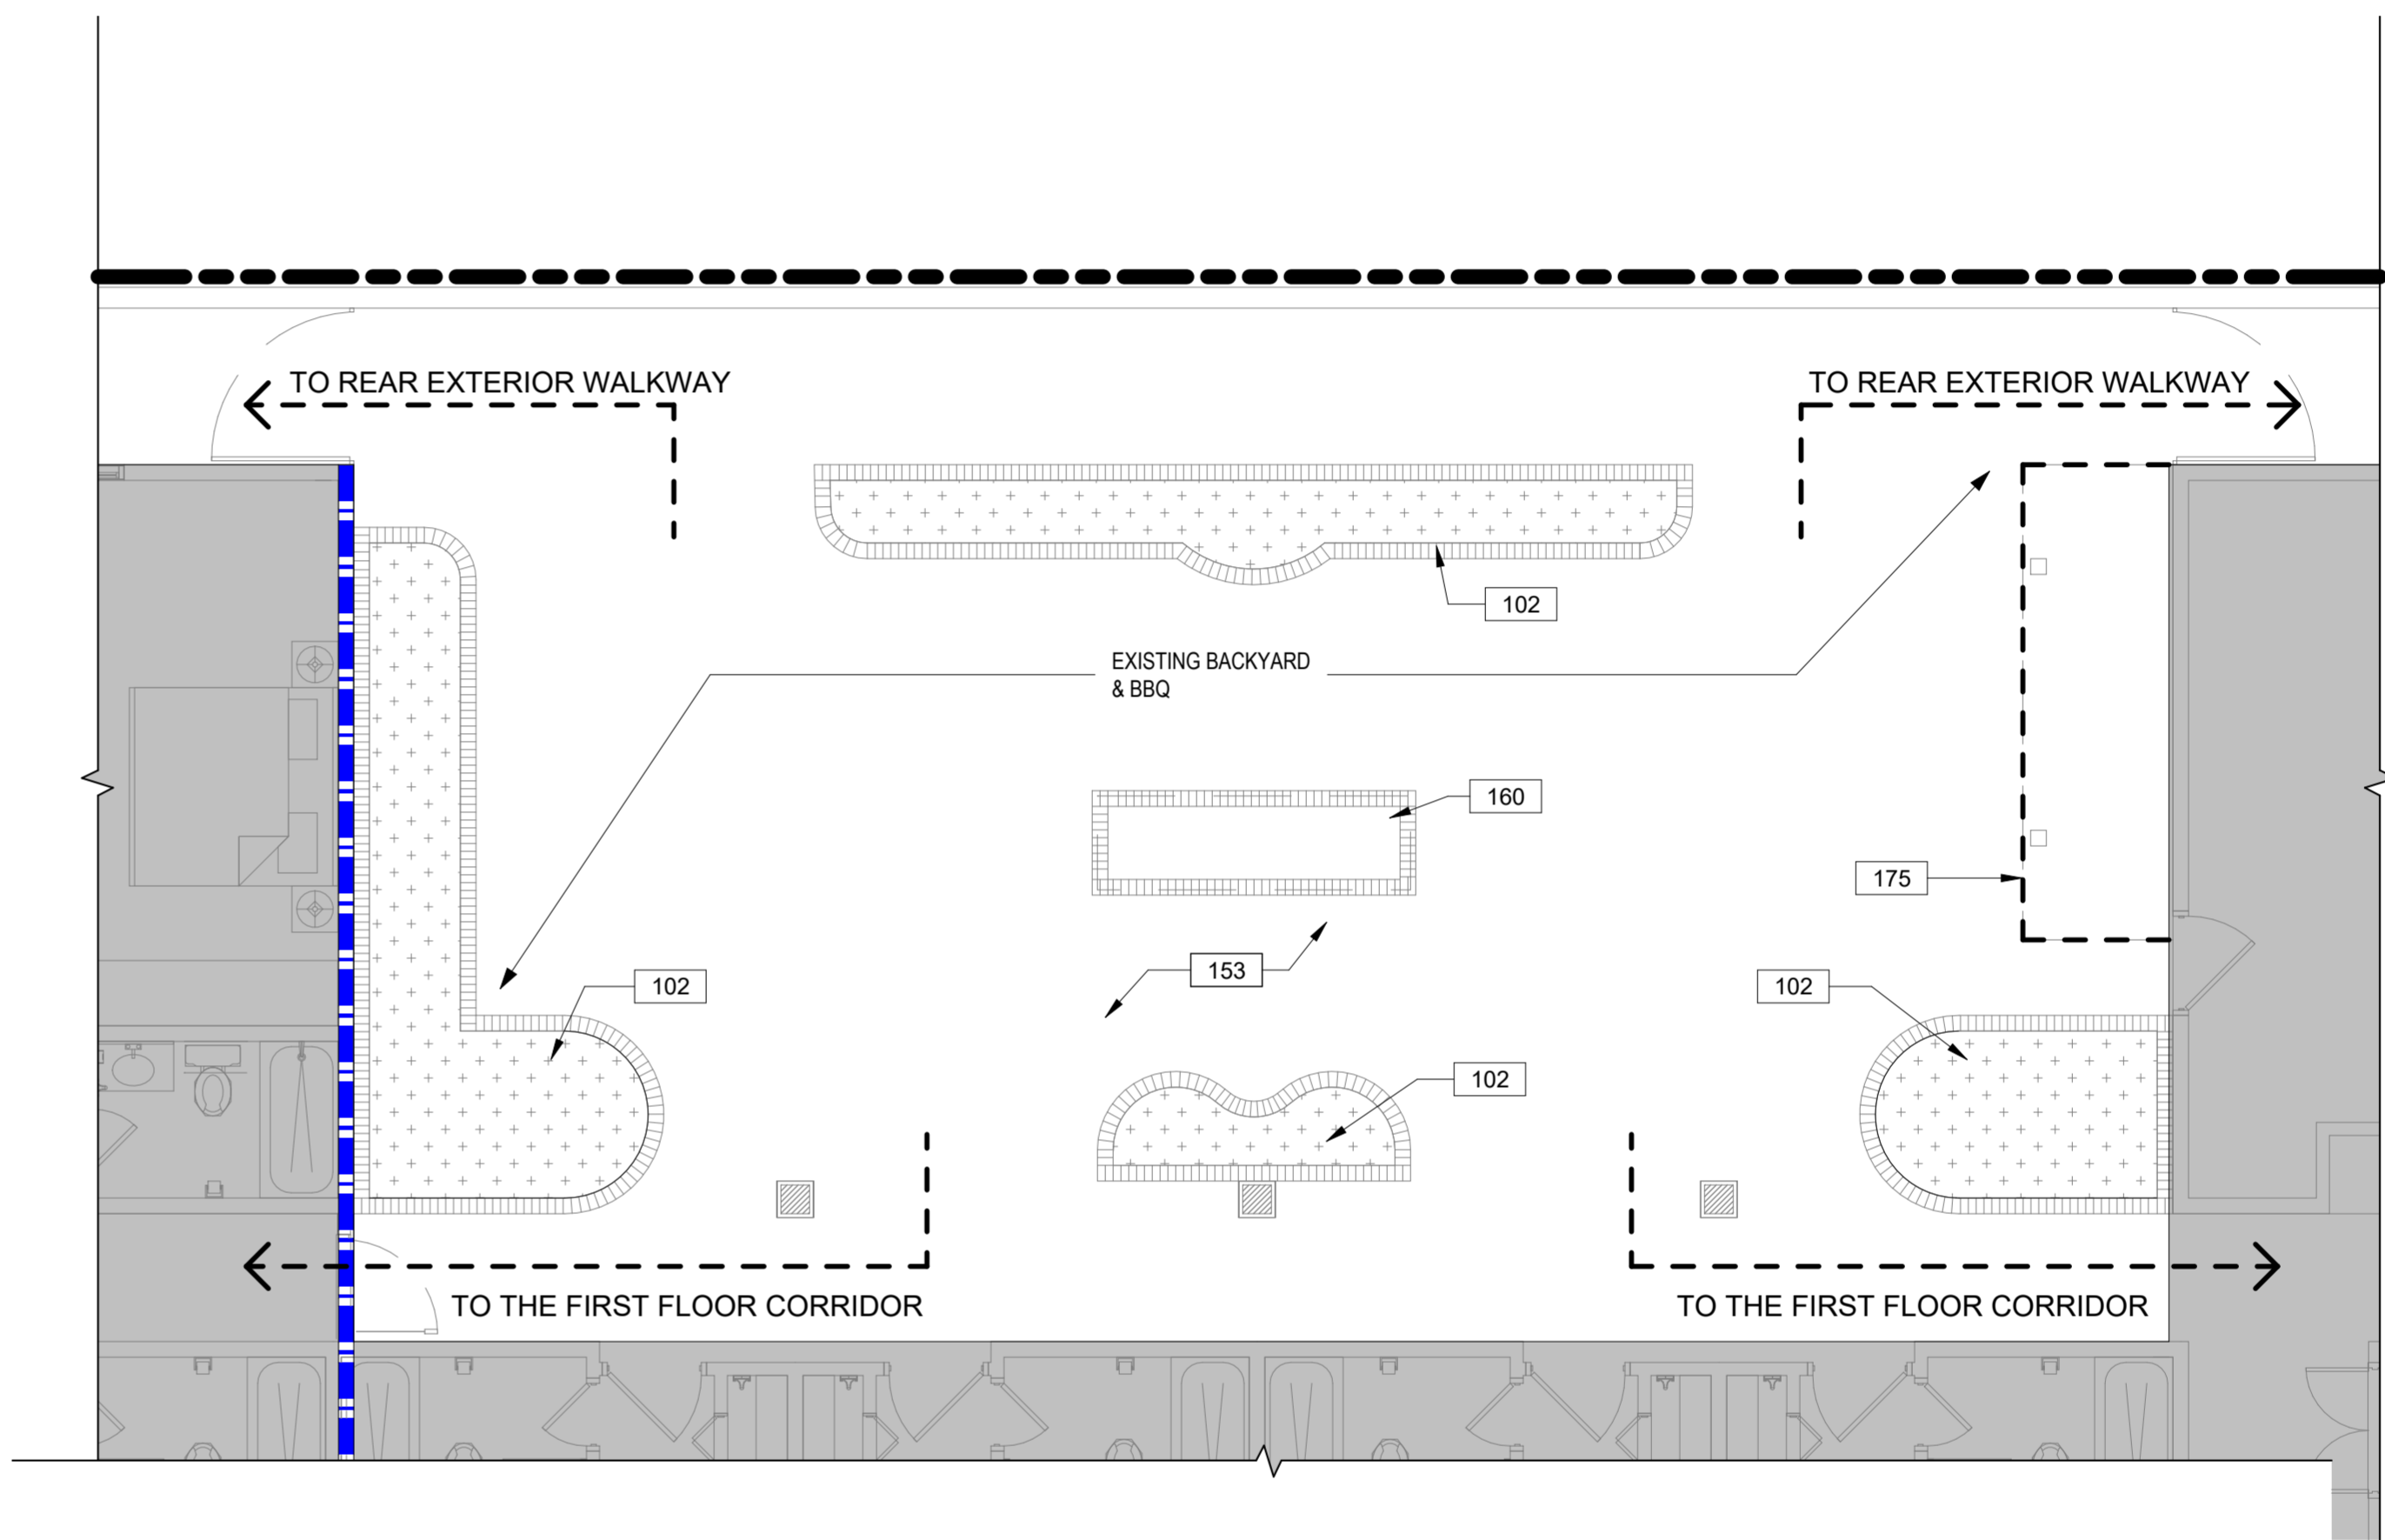 TO REAR EXTERIOR WALKWAY
TO REAR EXTERIOR WALKWAY
102
EXISTING BACKYARD
& BBQ
160
175
153
102
102
102
TO THE FIRST FLOOR CORRIDOR
TO THE FIRST FLOOR CORRIDOR